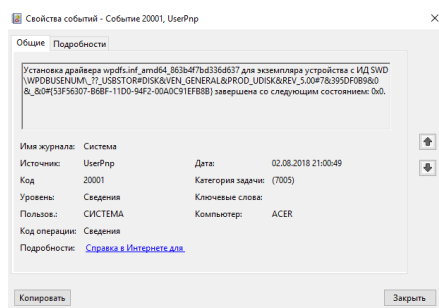 Свойства событий - Событие 20001, UserPnp
Общие Подробности
Установка драйвера wpdfs.inf_amd64_863b4f7bd336d637 для экземпляра устройства с ИД SWD
\WPDBUSENUM\_??_USBSTOR#DISK&VEN_GENERAL&PROD_UDISK&REV_5.00#7&395DF0B9&0
&_&0#{53F56307-B6BF-11D0-94F2-00A0C91EFB8B} завершена со следующим состоянием: 0x0.
Имя журнала: Система
Источник: UserPnp Дата: 02.08.2018 21:00:49
Код 20001 Категория задачи: (7005)
Уровень: Сведения Ключевые слова:
Пользов.: СИСТЕМА Компьютер: ACER
Код операции: Сведения
Подробности: Справка в Интернете для
Копировать Закрыть